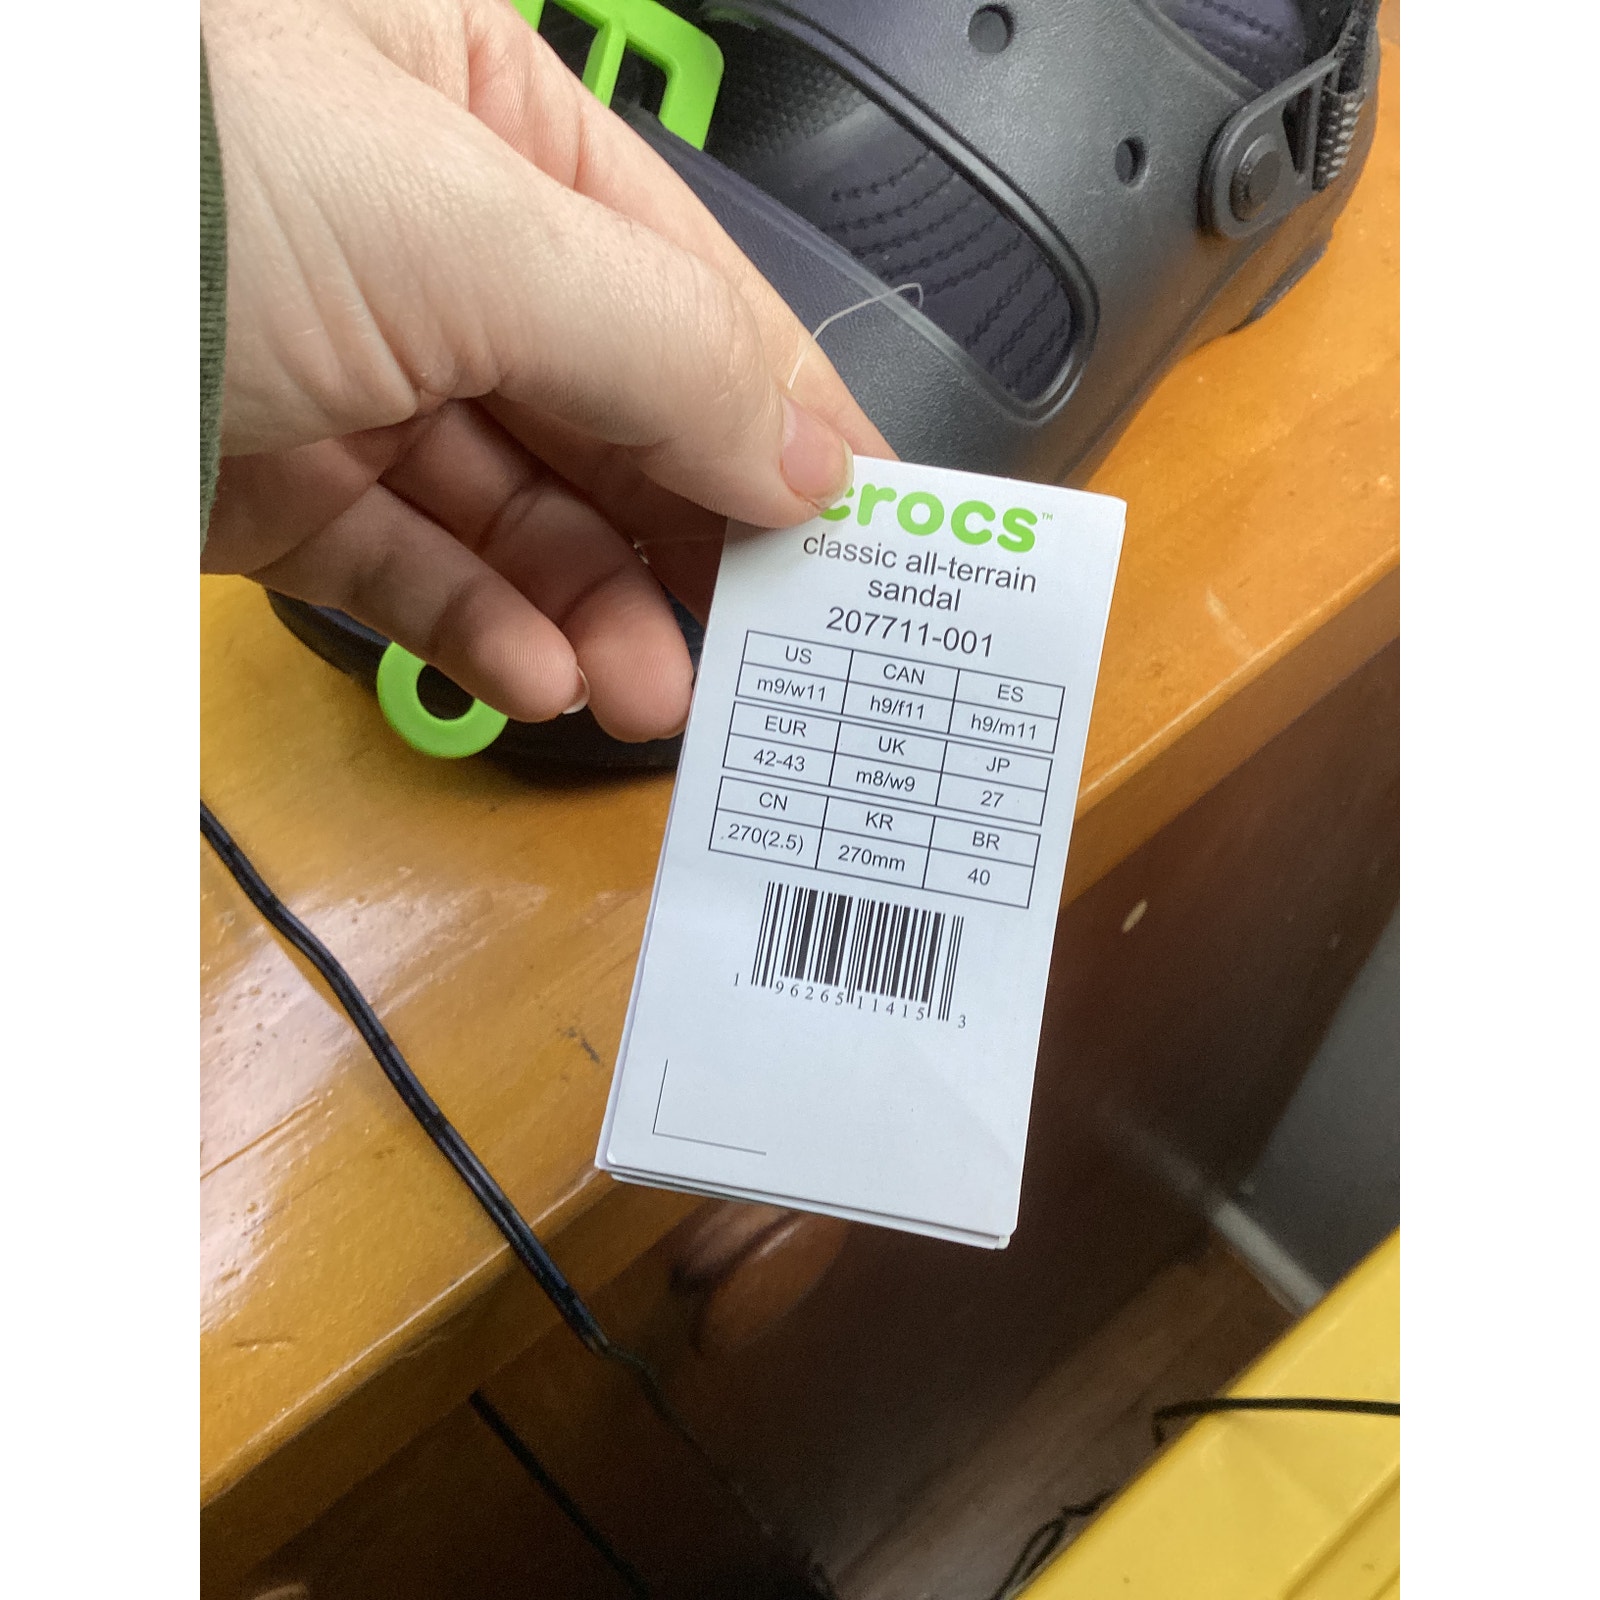 crocs™
classic all-terrain
sandal
207711-001
US CAN ES
m9/w11 h9/f11 h9/m11
EUR UK JP
42-43 m8/w9 27
CN KR BR
270(2.5) 270mm 40
1 96265 11415 3